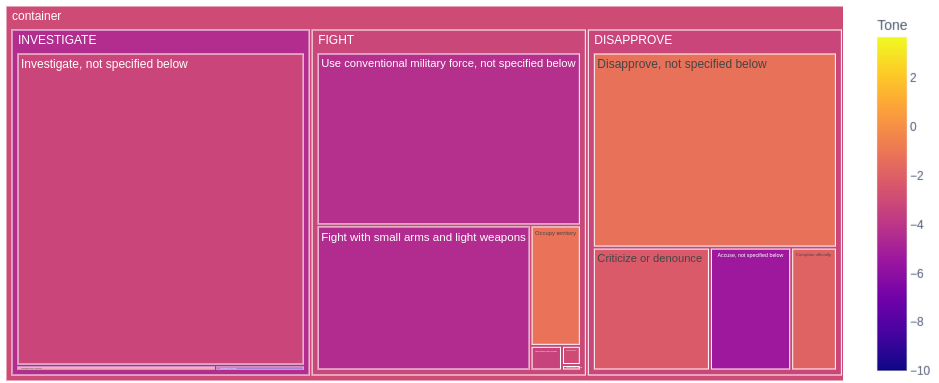 container
INVESTIGATE
Investigate, not specified below
FIGHT
Use conventional military force, not specified below
Fight with small arms and light weapons
Occupy territory
DISAPPROVE
Disapprove, not specified below
Criticize or denounce
Accuse, not specified below
Complain officially
Tone
2
0
−2
−4
−6
−8
−10